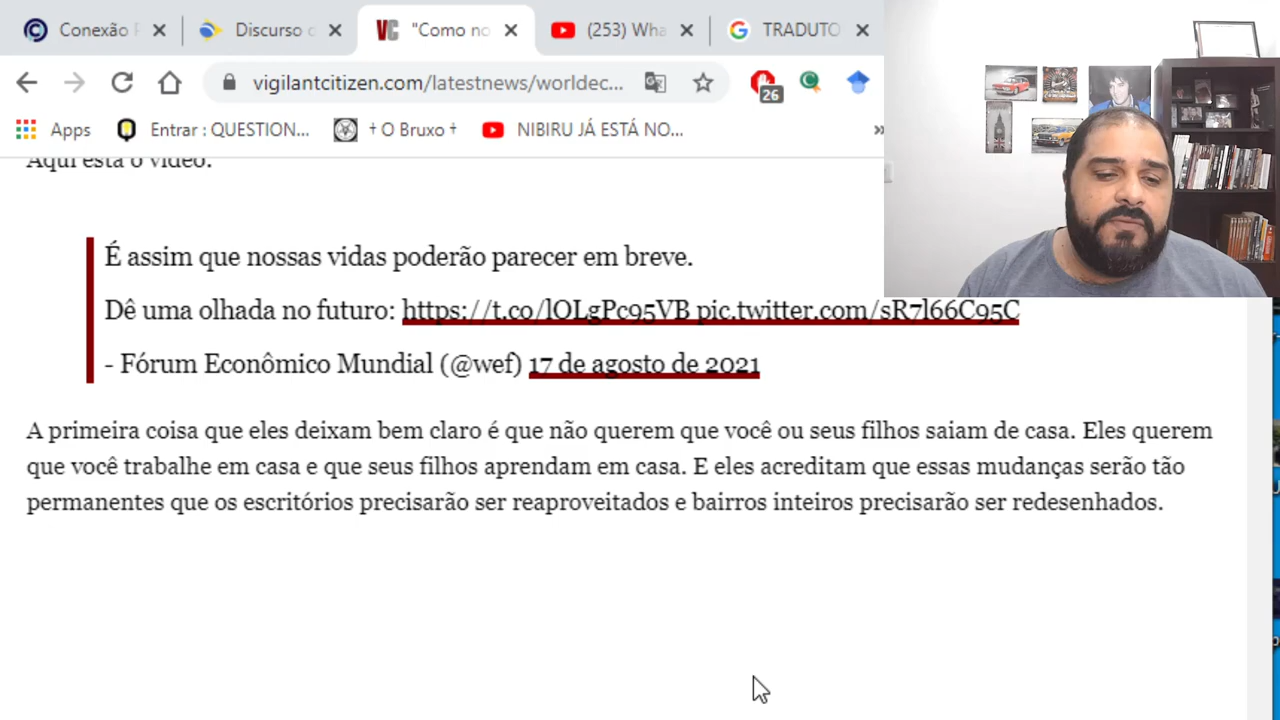 Conexão P
Discurso d
"Como no
(253) Wha
TRADUTO
vigilantcitizen.com/latestnews/worldec...
26
Apps
Entrar : QUESTION...
† O Bruxo †
NIBIRU JÁ ESTÁ NO...
»
Aqui está o vídeo.
É assim que nossas vidas poderão parecer em breve.
Dê uma olhada no futuro: https://t.co/lOLgPc95VB pic.twitter.com/sR7l66C95C
- Fórum Econômico Mundial (@wef) 17 de agosto de 2021
A primeira coisa que eles deixam bem claro é que não querem que você ou seus filhos saiam de casa. Eles querem
que você trabalhe em casa e que seus filhos aprendam em casa. E eles acreditam que essas mudanças serão tão
permanentes que os escritórios precisarão ser reaproveitados e bairros inteiros precisarão ser redesenhados.